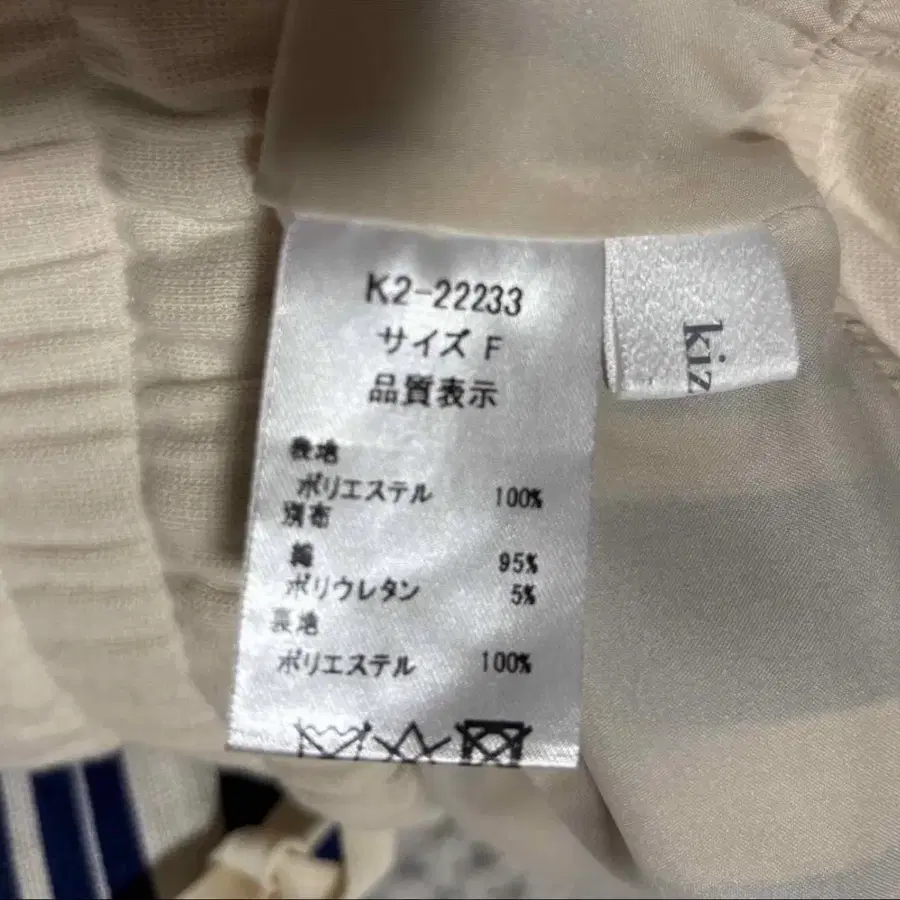 K2-22233
サイズ F
品質表示
表地
ポリエステル 100%
別布
綿 95%
ポリウレタン 5%
裏地
ポリエステル 100%
kiz